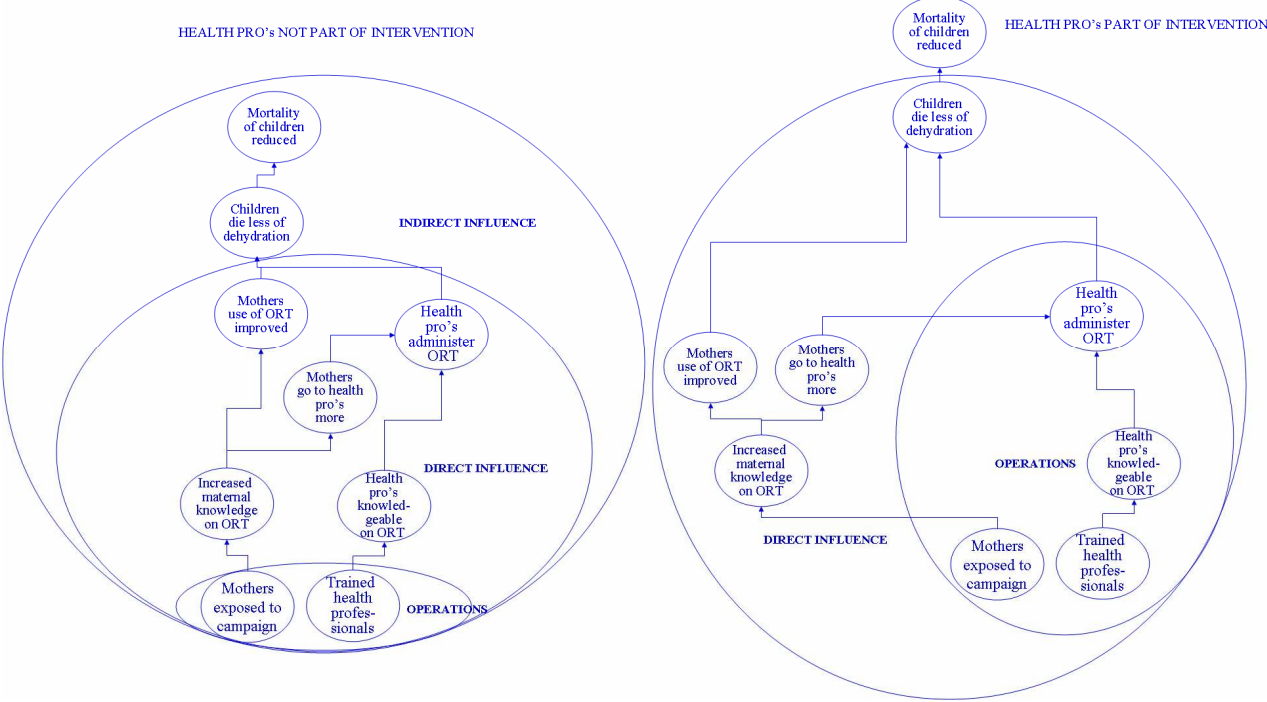 HEALTH PRO's NOT PART OF INTERVENTION
Mortality
of children
reduced
Children
die less of
dehydration
INDIRECT INFLUENCE
Mothers
use of ORT
improved
Health
pro's
administer
ORT
Mothers
go to health
pro's
more
DIRECT INFLUENCE
Increased
maternal
knowledge
on ORT
Health
pro's
knowled-
geable
on ORT
Mothers
exposed to
campaign
Trained
health
profes-
sionals
OPERATIONS
HEALTH PRO's PART OF INTERVENTION
Mortality
of children
reduced
Children
die less of
dehydration
Health
pro's
administer
ORT
Mothers
use of ORT
improved
Mothers
go to health
pro's
more
Increased
maternal
knowledge
on ORT
OPERATIONS
Health
pro's
knowled-
geable
on ORT
DIRECT INFLUENCE
Mothers
exposed to
campaign
Trained
health
profes-
sionals